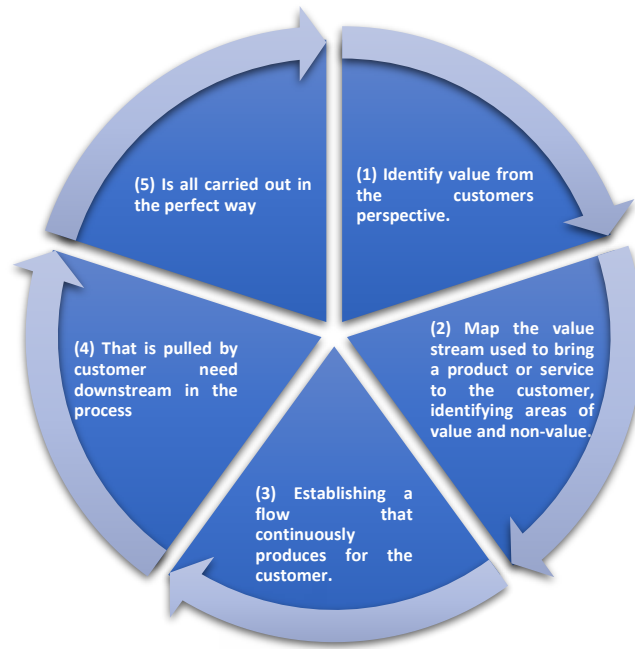 (1) Identify value from
the customers
perspective.
(2) Map the value
stream used to bring
a product or service
to the customer,
identifying areas of
value and non-value.
(3) Establishing a
flow that
continuously
produces for the
customer.
(4) That is pulled by
customer need
downstream in the
process
(5) Is all carried out in
the perfect way